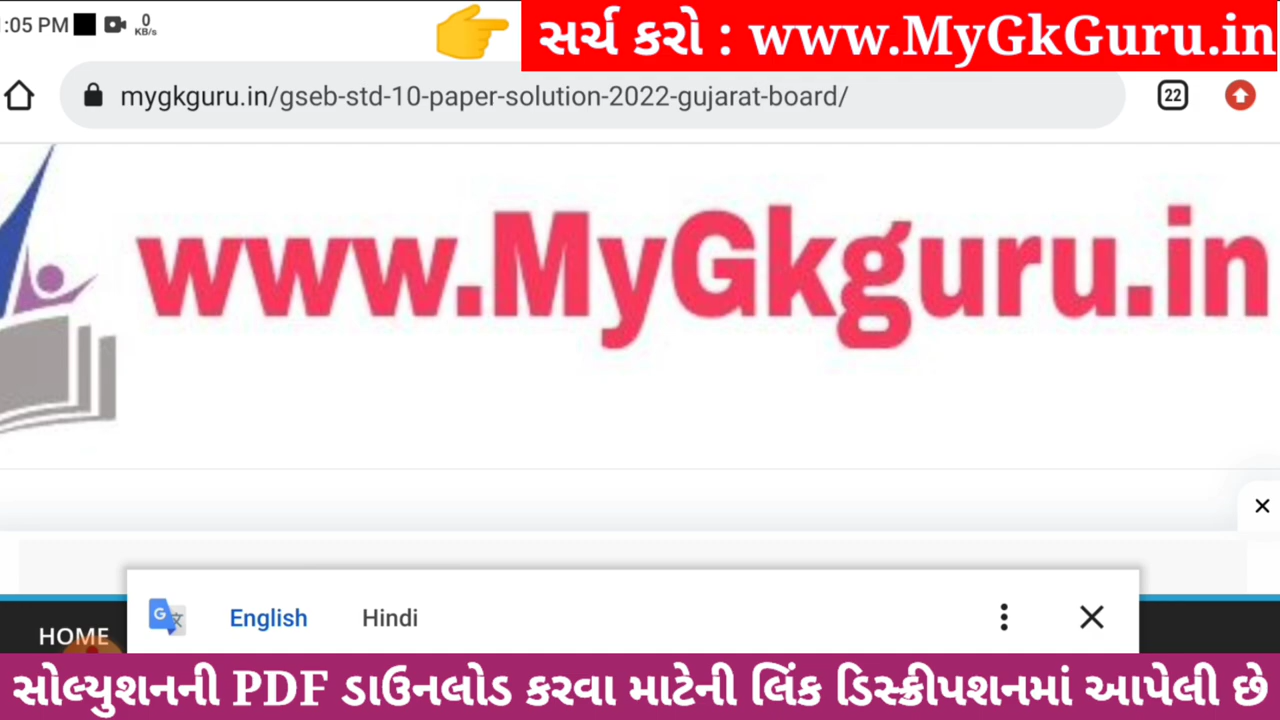 :05 PM 0 KB/s
સર્ચ કરો : www.MyGkGuru.in
mygkguru.in/gseb-std-10-paper-solution-2022-gujarat-board/ 22
www.MyGkguru.in
English Hindi
HOME
સોલ્યુશનની PDF ડાઉનલોડ કરવા માટેની લિંક ડિસ્ક્રીપશનમાં આપેલી છે